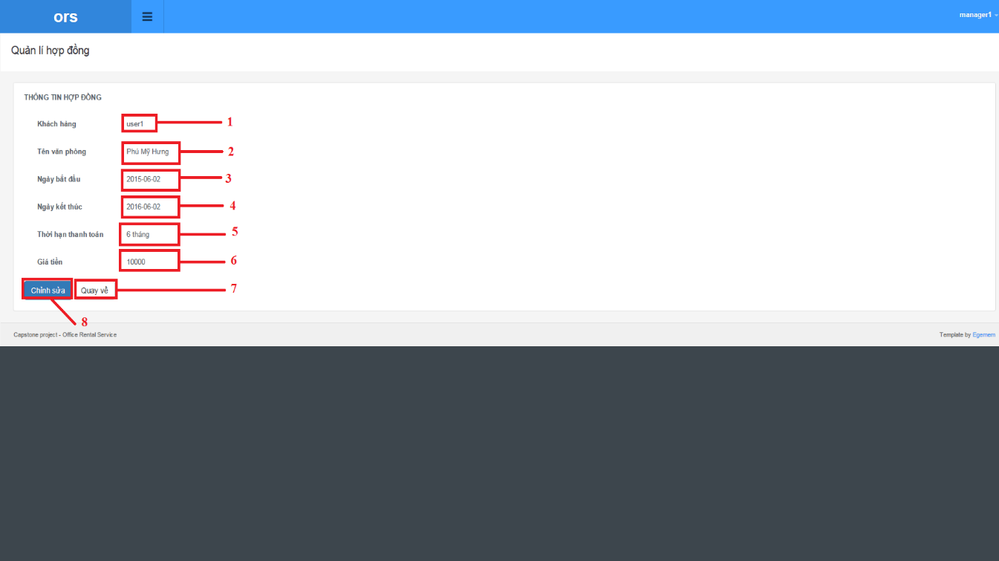 ors
manager1
Quản lí hợp đồng
THÔNG TIN HỢP ĐỒNG
Khách hàng user1 1
Tên văn phòng Phú Mỹ Hưng 2
Ngày bắt đầu 2015-06-02 3
Ngày kết thúc 2016-06-02 4
Thời hạn thanh toán 6 tháng 5
Giá tiền 10000 6
Chỉnh sửa Quay về 7
8
Capstone project - Office Rental Service Template by Egemem